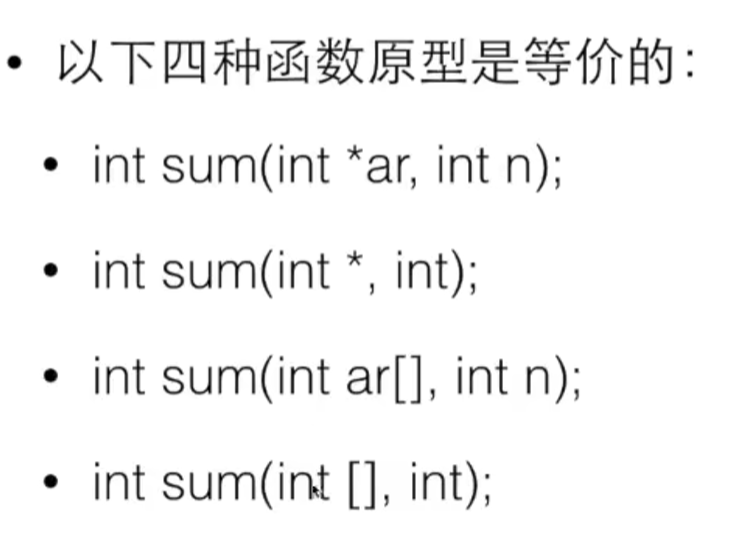 • 以下四种函数原型是等价的：
• int sum(int *ar, int n);
• int sum(int *, int);
• int sum(int ar[], int n);
• int sum(int [], int);